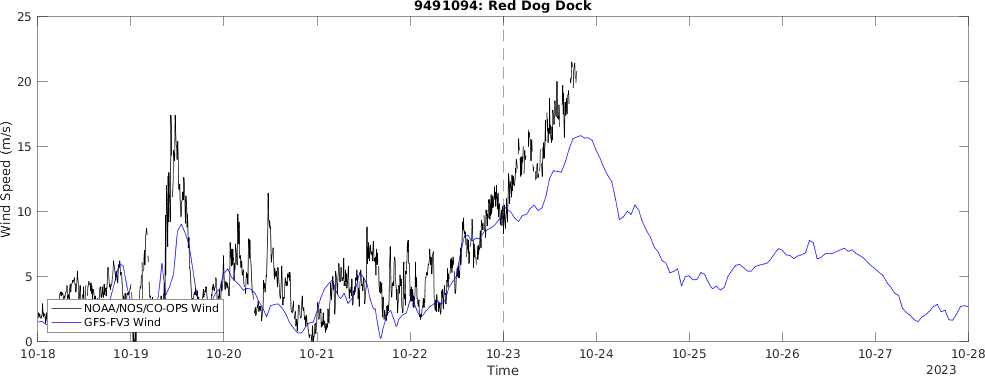 9491094: Red Dog Dock
25
20
15
10
5
0
Wind Speed (m/s)
NOAA/NOS/CO-OPS Wind
GFS-FV3 Wind
10-18 10-19 10-20 10-21 10-22 10-23 10-24 10-25 10-26 10-27 10-28
Time
2023